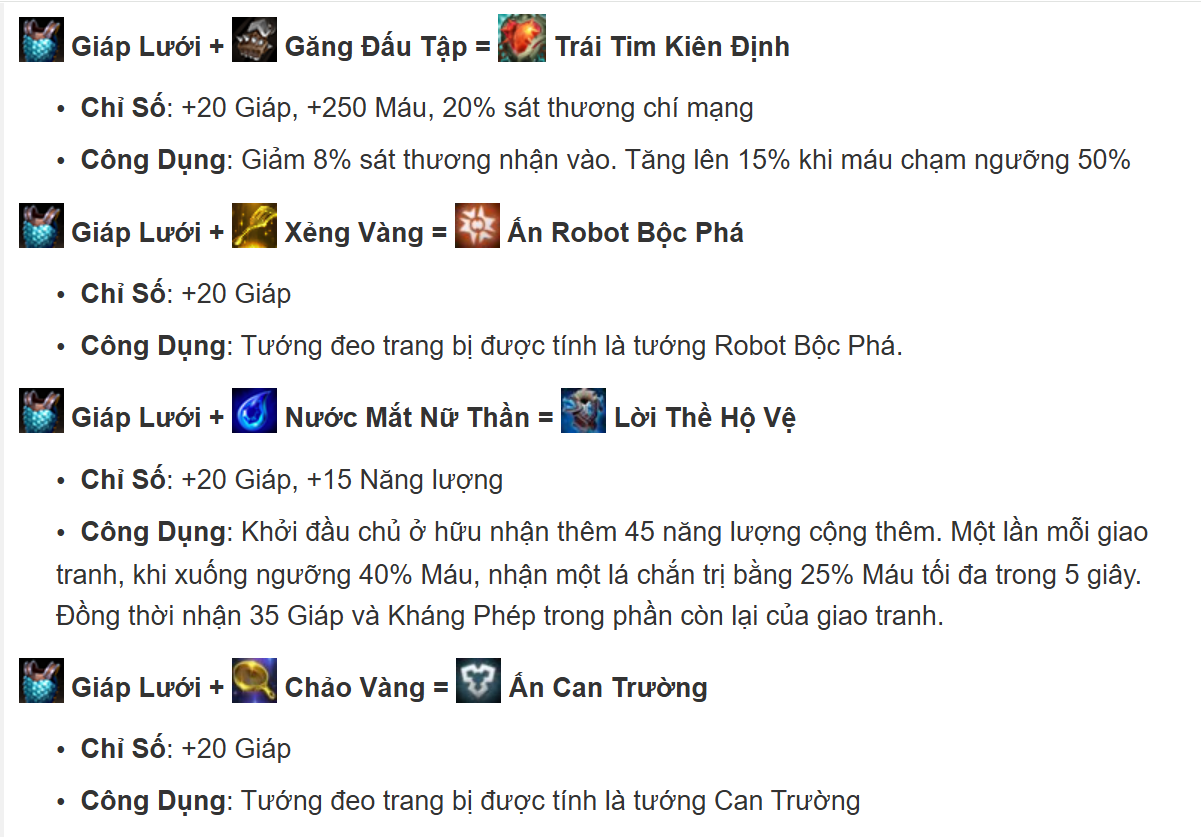 Giáp Lưới + Găng Đấu Tập = Trái Tim Kiên Định
• Chỉ Số: +20 Giáp, +250 Máu, 20% sát thương chí mạng
• Công Dụng: Giảm 8% sát thương nhận vào. Tăng lên 15% khi máu chạm ngưỡng 50%
Giáp Lưới + Xẻng Vàng = Ấn Robot Bộc Phá
• Chỉ Số: +20 Giáp
• Công Dụng: Tướng đeo trang bị được tính là tướng Robot Bộc Phá.
Giáp Lưới + Nước Mắt Nữ Thần = Lời Thề Hộ Vệ
• Chỉ Số: +20 Giáp, +15 Năng lượng
• Công Dụng: Khởi đầu chủ ở hữu nhận thêm 45 năng lượng cộng thêm. Một lần mỗi giao
tranh, khi xuống ngưỡng 40% Máu, nhận một lá chắn trị bằng 25% Máu tối đa trong 5 giây.
Đồng thời nhận 35 Giáp và Kháng Phép trong phần còn lại của giao tranh.
Giáp Lưới + Chảo Vàng = Ấn Can Trường
• Chỉ Số: +20 Giáp
• Công Dụng: Tướng đeo trang bị được tính là tướng Can Trường